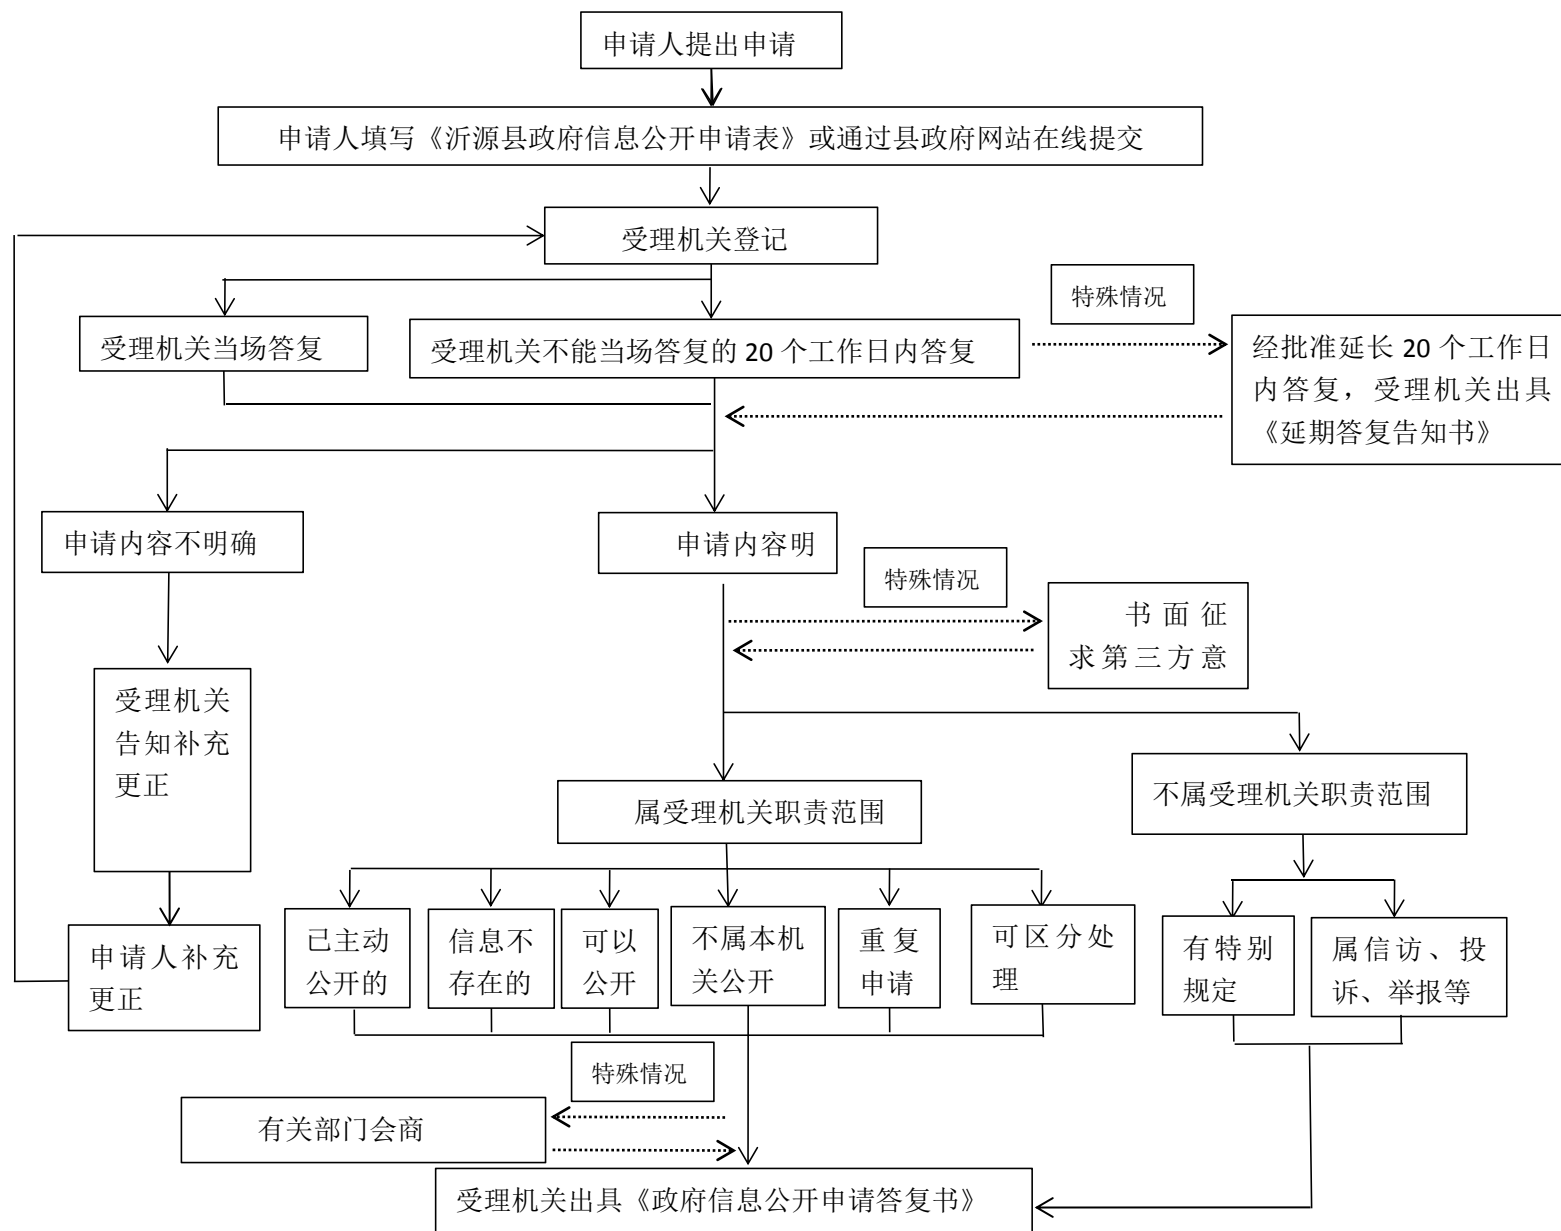 申请人提出申请
申请人填写《沂源县政府信息公开申请表》或通过县政府网站在线提交
受理机关登记
特殊情况
受理机关当场答复
受理机关不能当场答复的 20 个工作日内答复
经批准延长 20 个工作日
内答复，受理机关出具
《延期答复告知书》
申请内容不明确
申请内容明
特殊情况
书面征
求第三方意
受理机关
告知补充
更正
属受理机关职责范围
不属受理机关职责范围
申请人补充
更正
已主动
公开的
信息不
存在的
可以
公开
不属本机
关公开
重复
申请
可区分处
理
有特别
规定
属信访、投
诉、举报等
特殊情况
有关部门会商
受理机关出具《政府信息公开申请答复书》